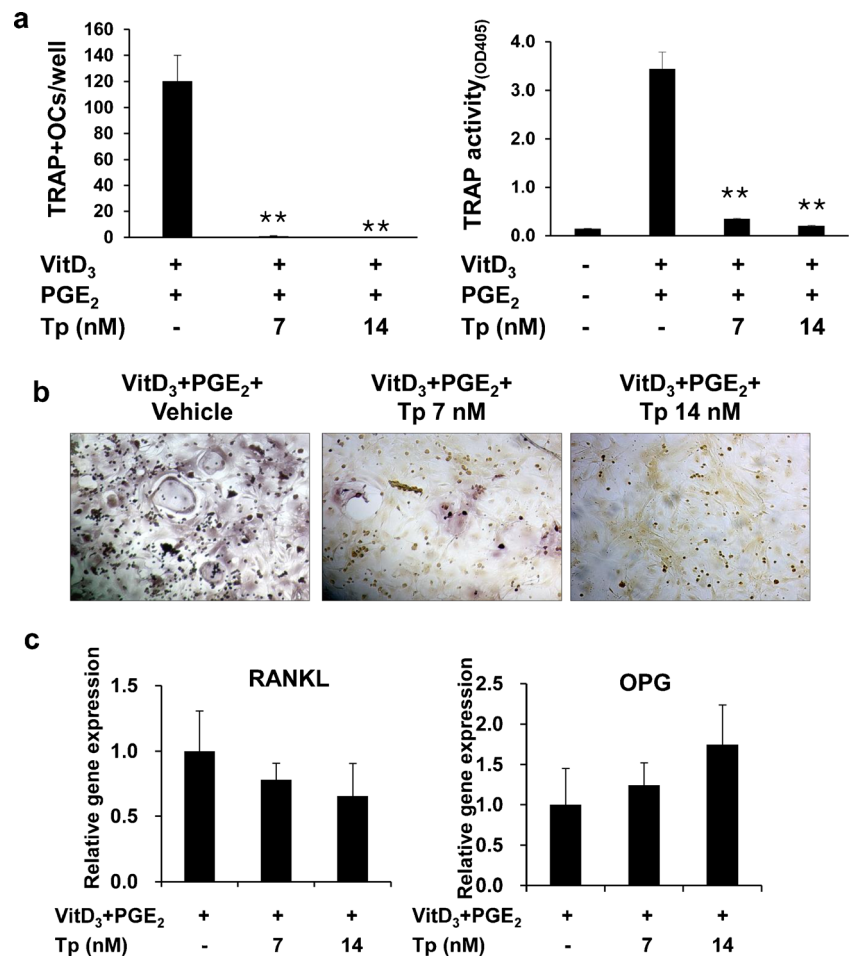 a
TRAP+OCs/well
160
140
120
100
80
60
40
20
0
**
**
VitD3 + + +
PGE2 + + +
Tp (nM) - 7 14
TRAP activity(OD405)
4.0
3.0
2.0
1.0
0.0
**
**
VitD3 - + + +
PGE2 - + + +
Tp (nM) - - 7 14
b
VitD3+PGE2+
Vehicle
VitD3+PGE2+
Tp 7 nM
VitD3+PGE2+
Tp 14 nM
c
RANKL
Relative gene expression
1.5
1.0
0.5
0.0
VitD3+PGE2 + + +
Tp (nM) - 7 14
OPG
Relative gene expression
2.5
2.0
1.5
1.0
0.5
0.0
VitD3+PGE2 + + +
Tp (nM) - 7 14